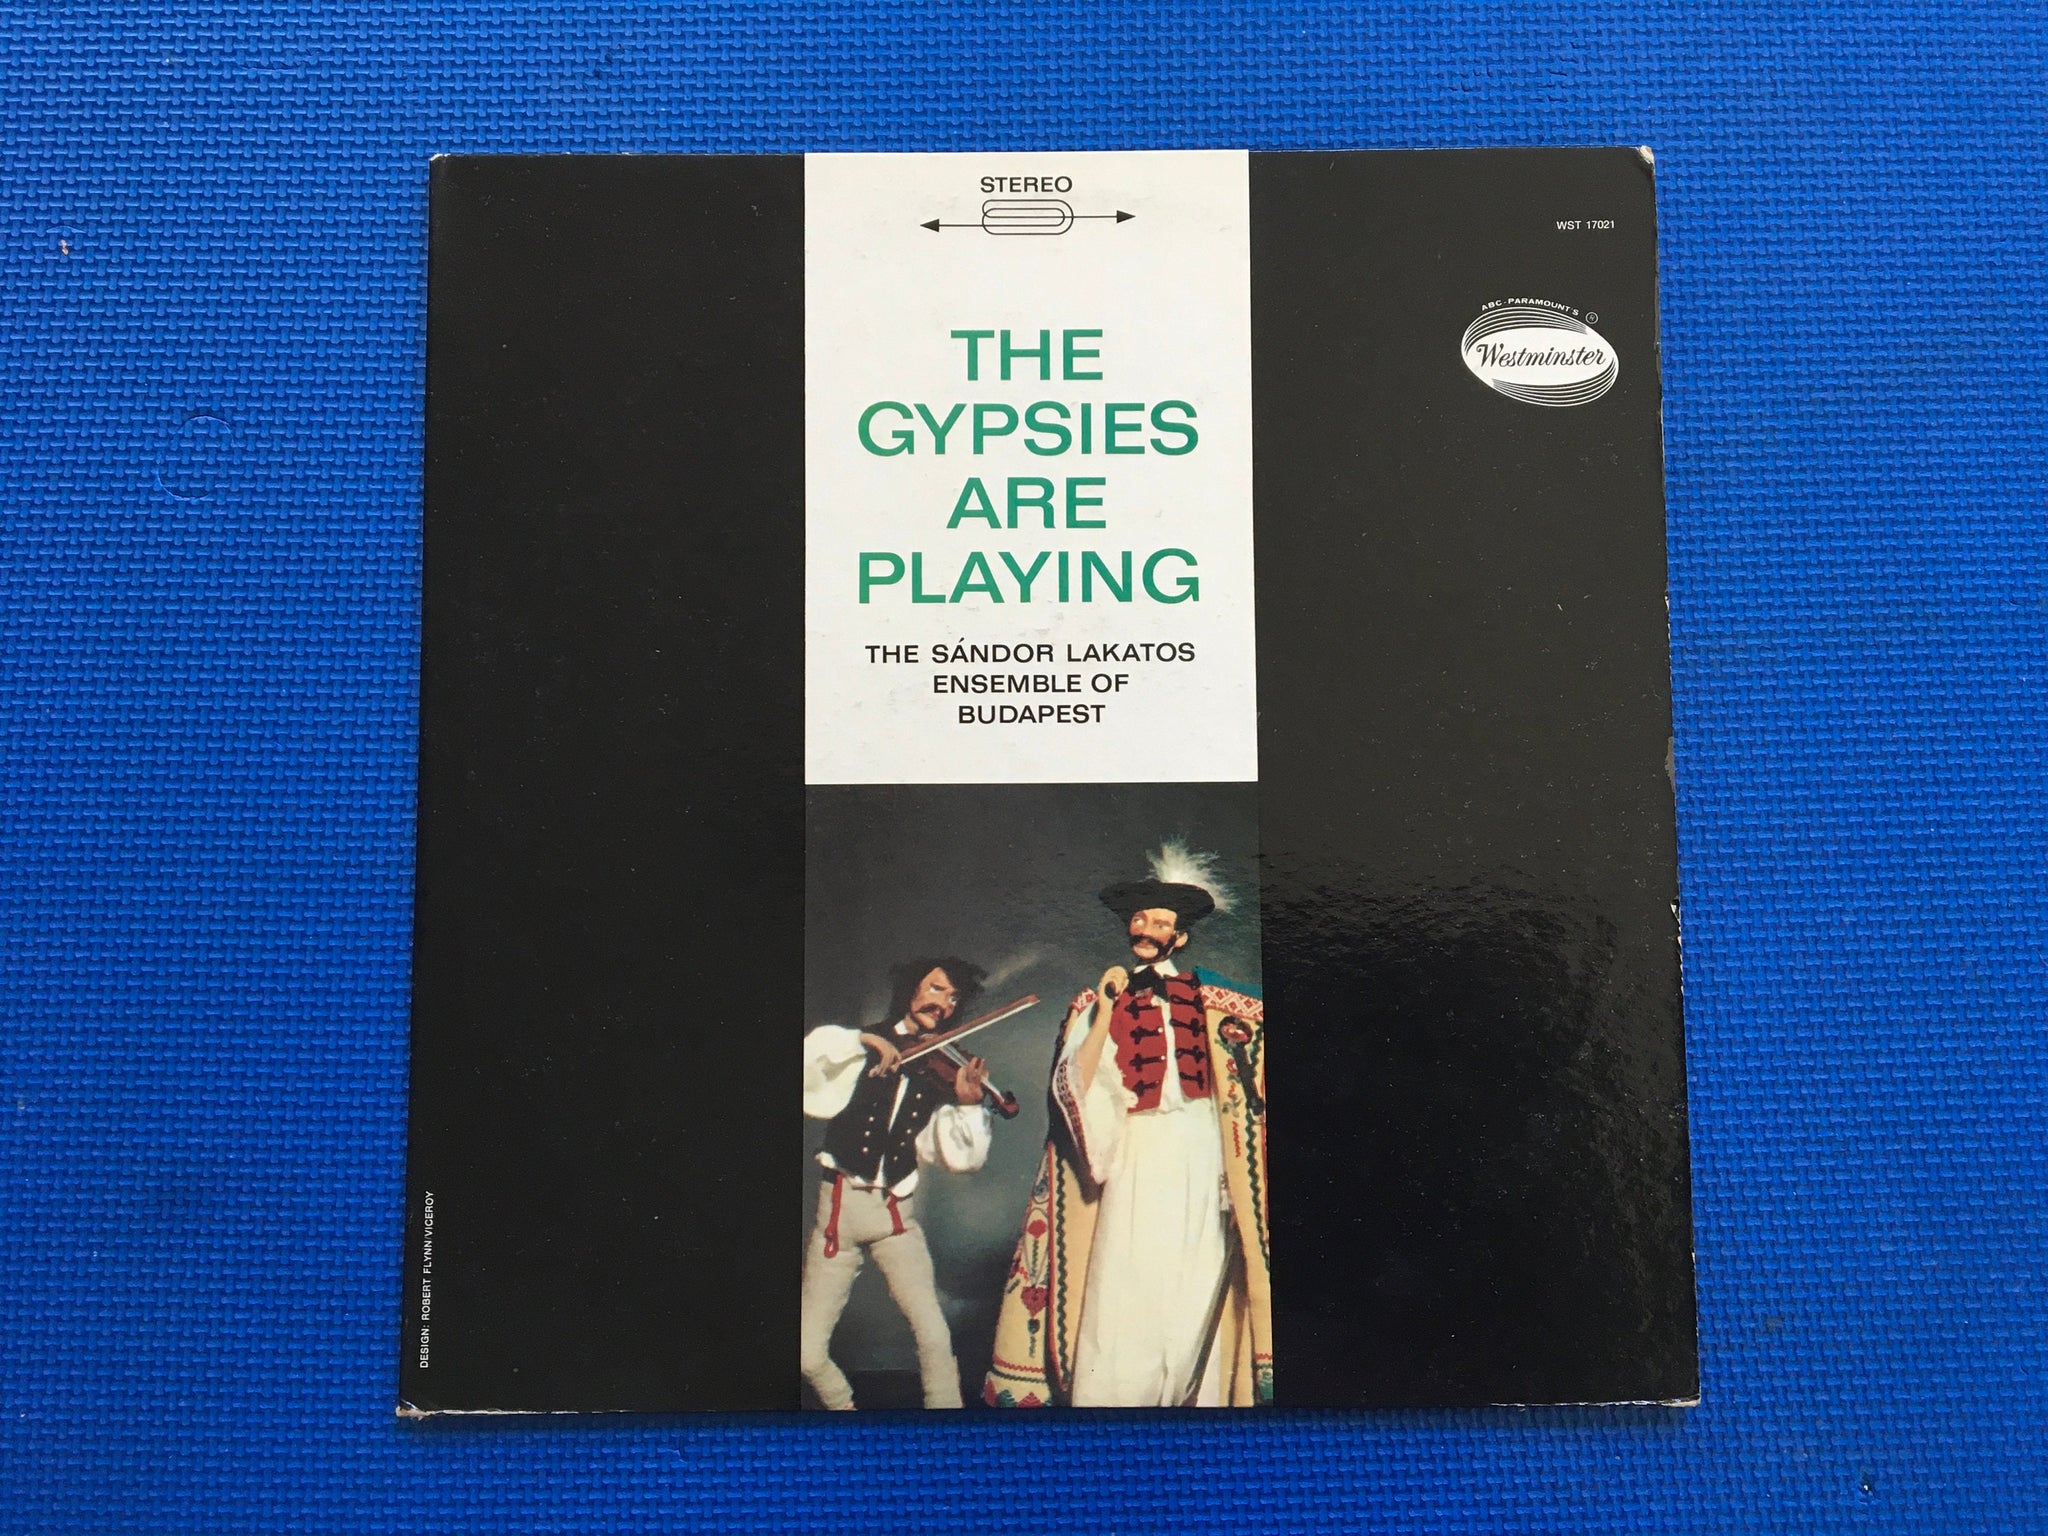 STEREO
WST 17021
ABC-PARAMOUNT'S
Westminster
THE
GYPSIES
ARE
PLAYING
THE SÁNDOR LAKATOS
ENSEMBLE OF
BUDAPEST
DESIGN: ROBERT FLYNN/VICEROY